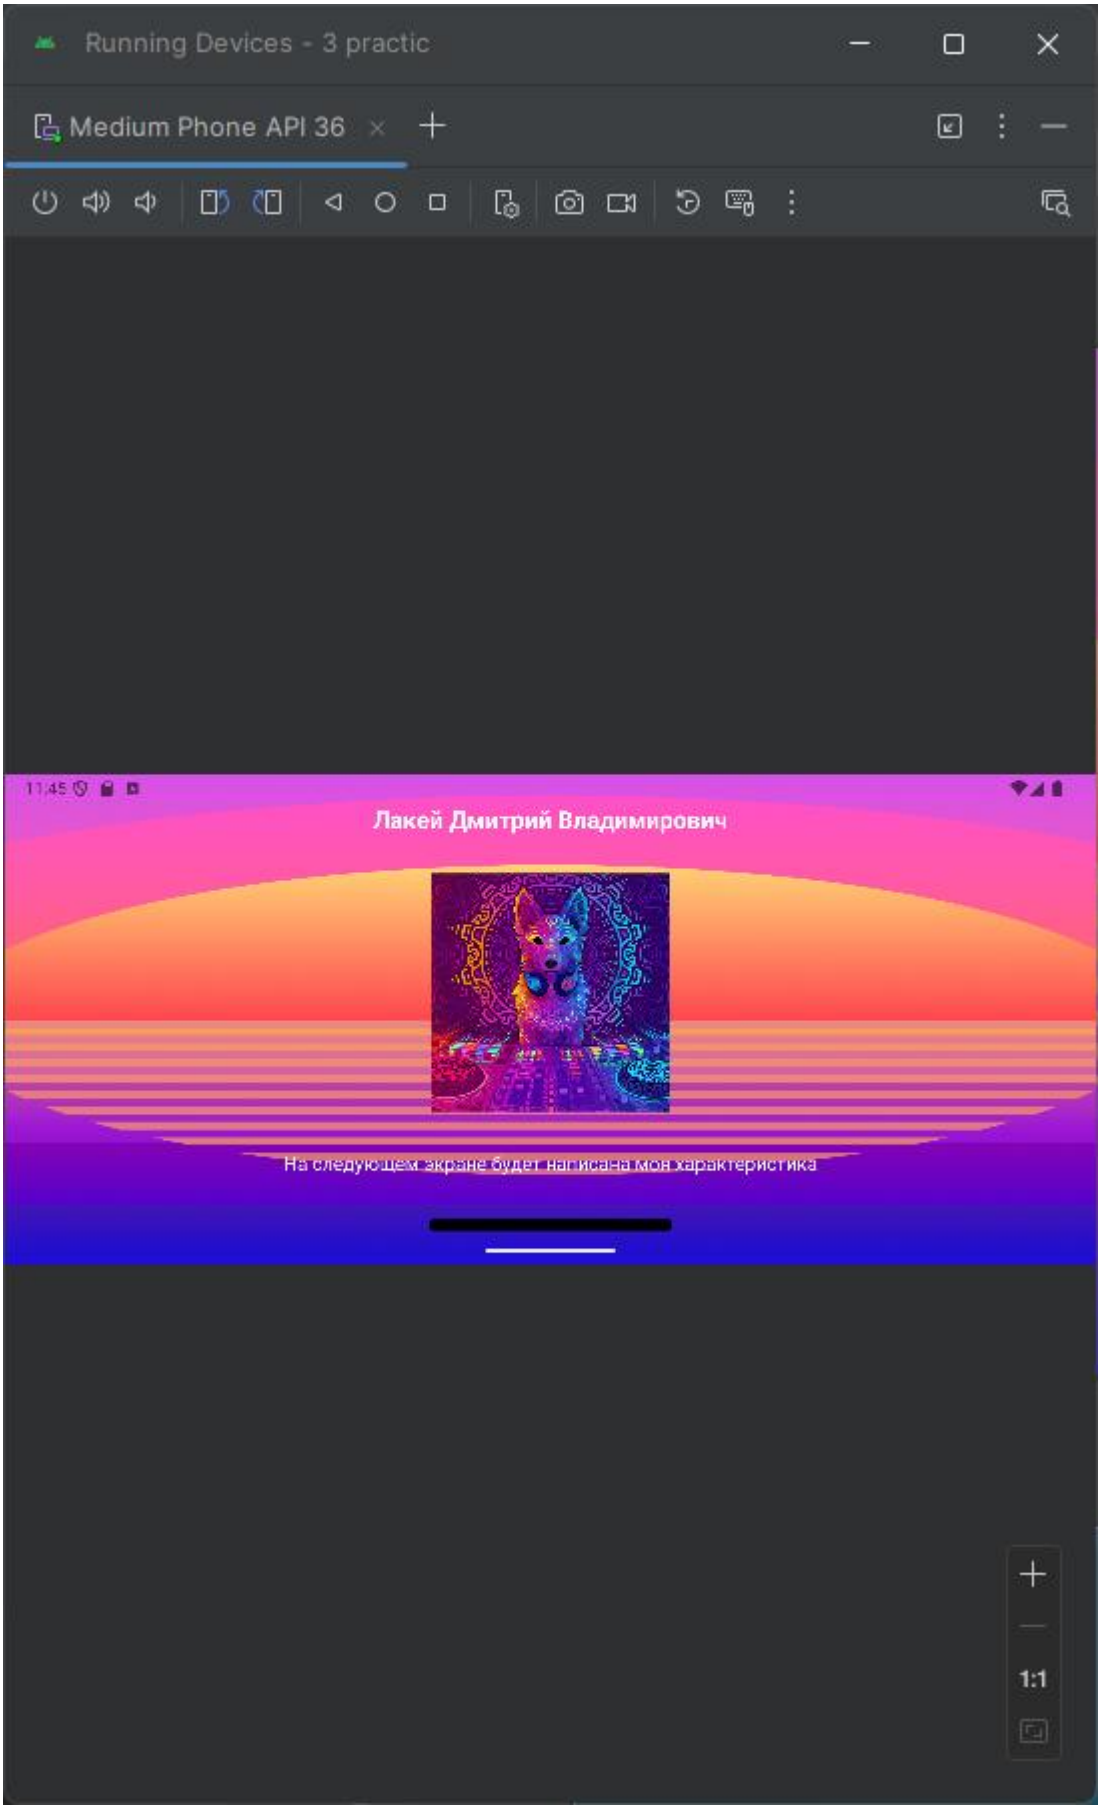 Running Devices - 3 practic
Medium Phone API 36
11:45
Лакей Дмитрий Владимирович
На следующем экране будет написана моя характеристика
1:1